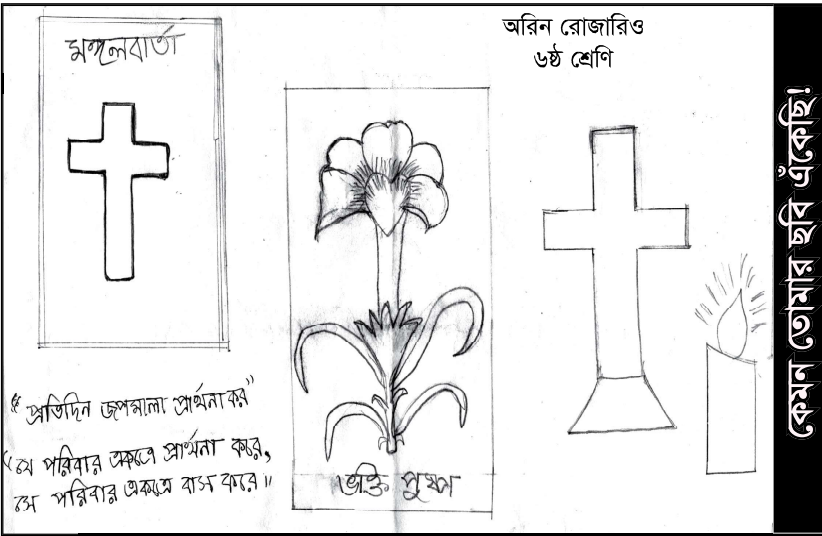 মঙ্গলবার্তা
অরিন রোজারিও
৬ষ্ঠ শ্রেণি
"প্রতিদিন জপমালা প্রার্থনা কর"
"যে পরিবার একত্রে প্রার্থনা করে,
সে পরিবার একত্রে বাস করে॥
ভক্তি পুষ্প
কেমন তোমার ছবি এঁকেছি!